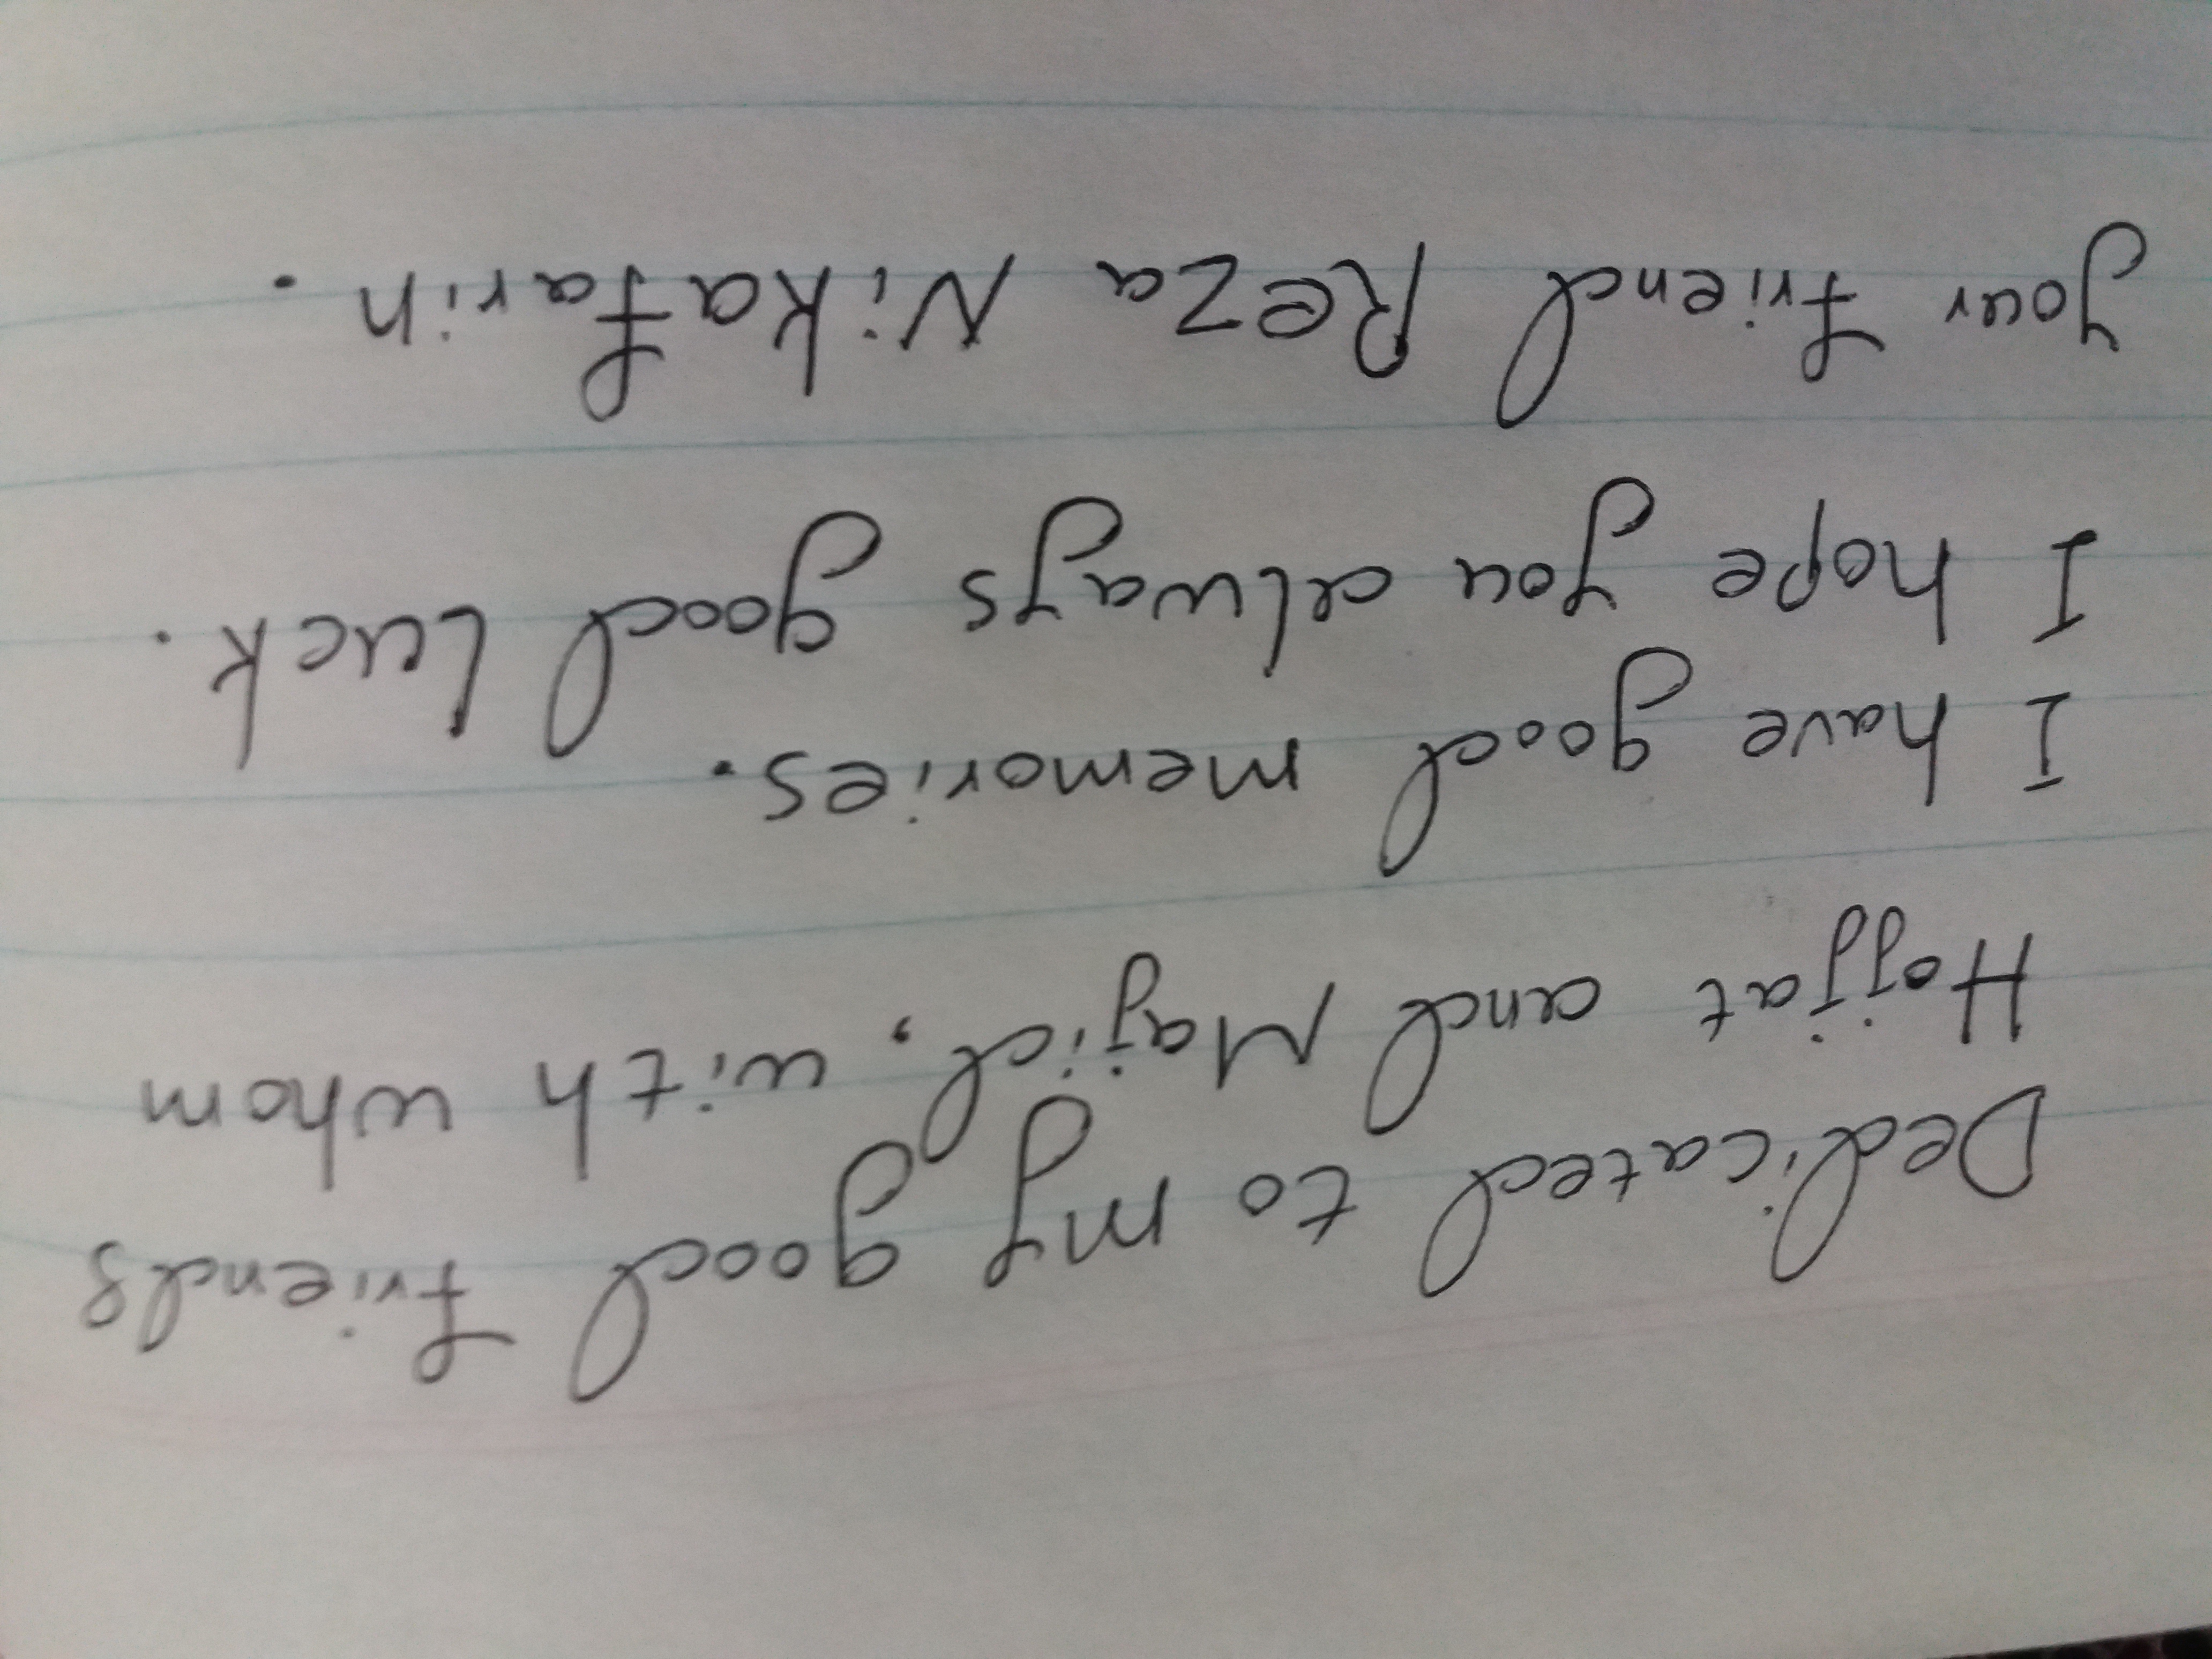 Dedicated to my good friends
Hojjat and Majid, with whom
I have good memories.
I hope you always good luck.
your friend Reza Nikafarin.